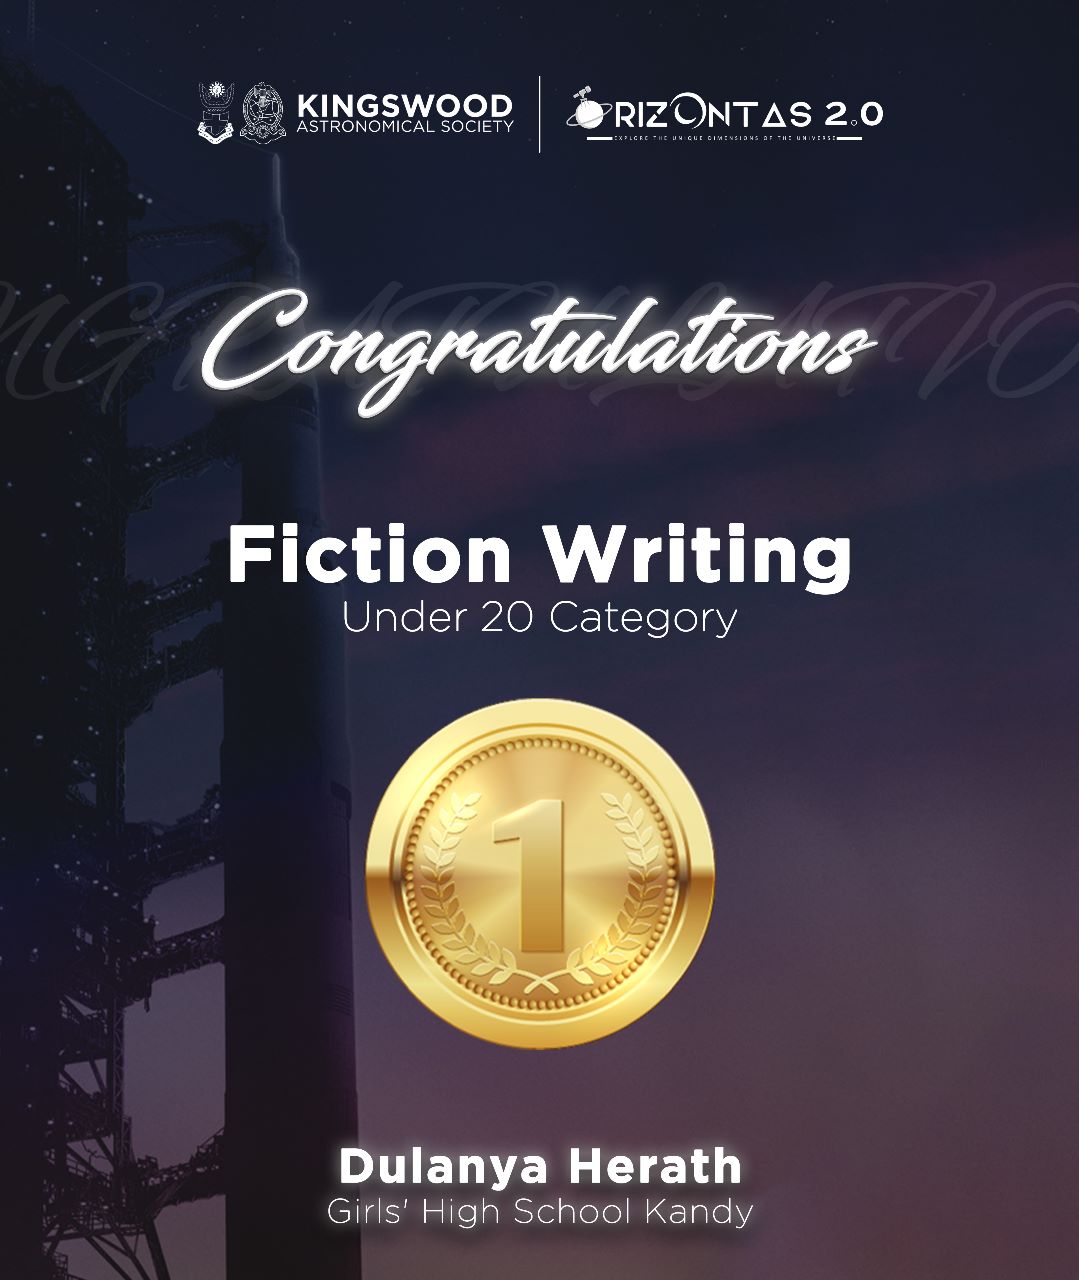 KINGSWOOD
ASTRONOMICAL SOCIETY
ORIZONTAS 2.0
EXPLORE THE UNIQUE DIMENSIONS OF THE UNIVERSE
Congratulations
Fiction Writing
Under 20 Category
1
Dulanya Herath
Girls' High School Kandy